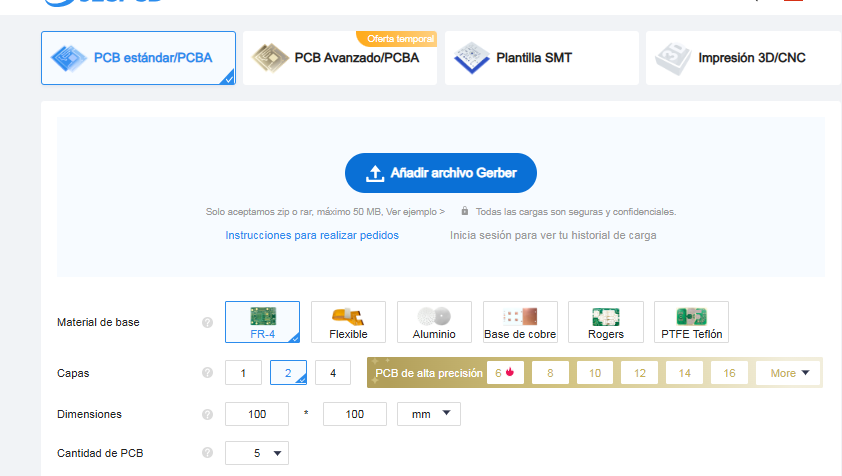 PCB estándar/PCBA
Oferta temporal
PCB Avanzado/PCBA
Plantilla SMT
Impresión 3D/CNC
Añadir archivo Gerber
Solo aceptamos zip o rar, máximo 50 MB, Ver ejemplo > Todas las cargas son seguras y confidenciales.
Instrucciones para realizar pedidos Inicia sesión para ver tu historial de carga
Material de base ? FR-4 Flexible Aluminio Base de cobre Rogers PTFE Teflón
Capas ? 1 2 4 PCB de alta precisión 6 8 10 12 14 16 More
Dimensiones ? 100 * 100 mm
Cantidad de PCB ? 5